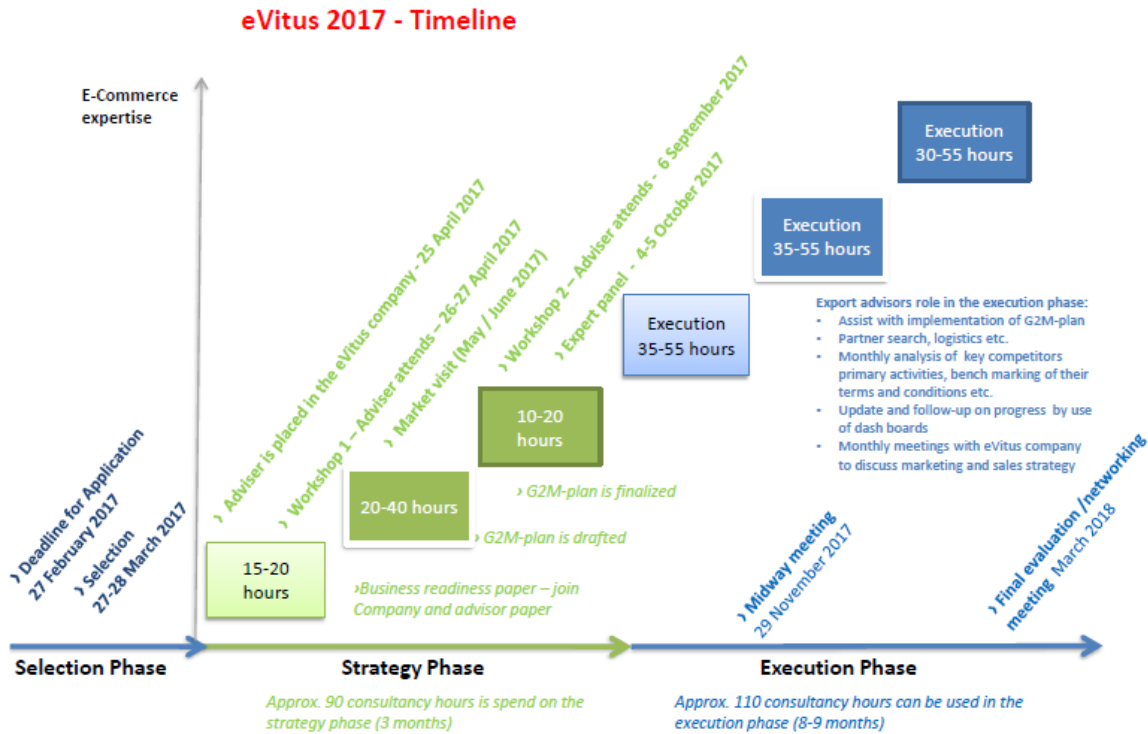 eVitus 2017 - Timeline
E-Commerce
expertise
› Deadline for Application
27 February 2017
› Selection
27-28 March 2017
› Adviser is placed in the eVitus company - 25 April 2017
› Workshop 1 – Adviser attends – 26-27 April 2017
› Market visit (May / June 2017)
› Workshop 2 – Adviser attends - 6 September 2017
› Expert panel - 4-5 October 2017
15-20
hours
20-40 hours
10-20
hours
Execution
35-55 hours
Execution
35-55 hours
Execution
30-55 hours
› G2M-plan is finalized
› G2M-plan is drafted
›Business readiness paper – join
Company and advisor paper
Export advisors role in the execution phase:
• Assist with implementation of G2M-plan
• Partner search, logistics etc.
• Monthly analysis of key competitors
primary activities, bench marking of their
terms and conditions etc.
• Update and follow-up on progress by use
of dash boards
• Monthly meetings with eVitus company
to discuss marketing and sales strategy
› Midway meeting
29 November 2017
› Final evaluation /networking
meeting March 2018
Selection Phase
Strategy Phase
Execution Phase
Approx. 90 consultancy hours is spend on the
strategy phase (3 months)
Approx. 110 consultancy hours can be used in the
execution phase (8-9 months)